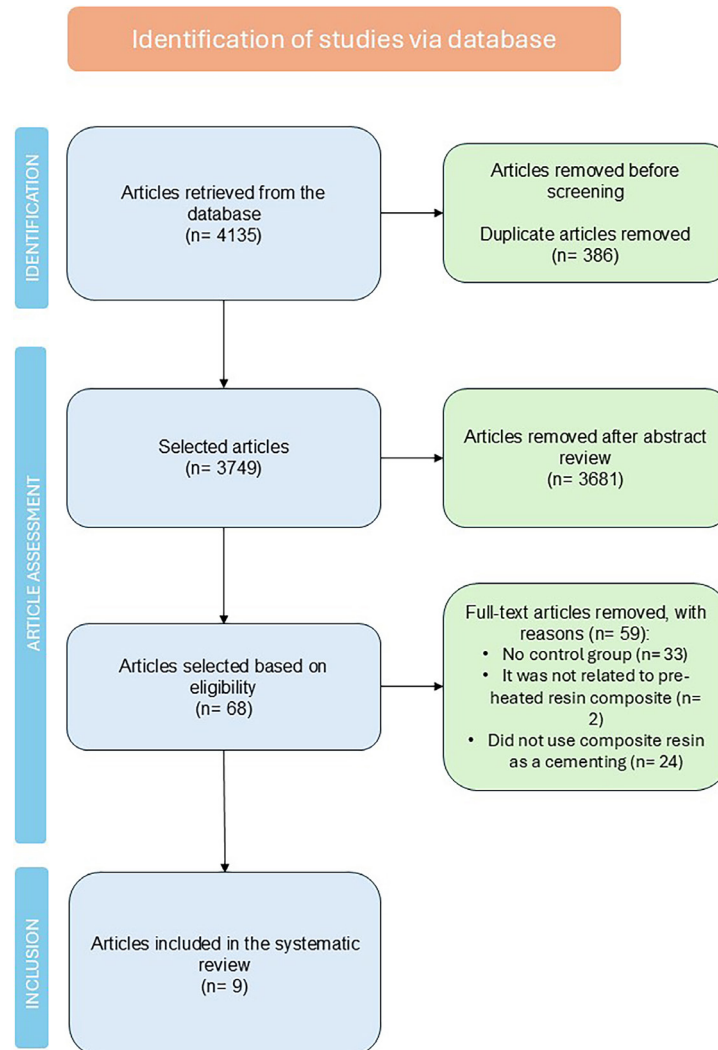 Identification of studies via database
IDENTIFICATION
Articles retrieved from the
database
(n= 4135)
Articles removed before
screening
Duplicate articles removed
(n= 386)
ARTICLE ASSESSMENT
Selected articles
(n= 3749)
Articles removed after abstract
review
(n= 3681)
Articles selected based on
eligibility
(n= 68)
Full-text articles removed, with
reasons (n= 59):
• No control group (n= 33)
• It was not related to pre-
heated resin composite (n=
2)
• Did not use composite resin
as a cementing (n= 24)
INCLUSION
Articles included in the systematic
review
(n= 9)